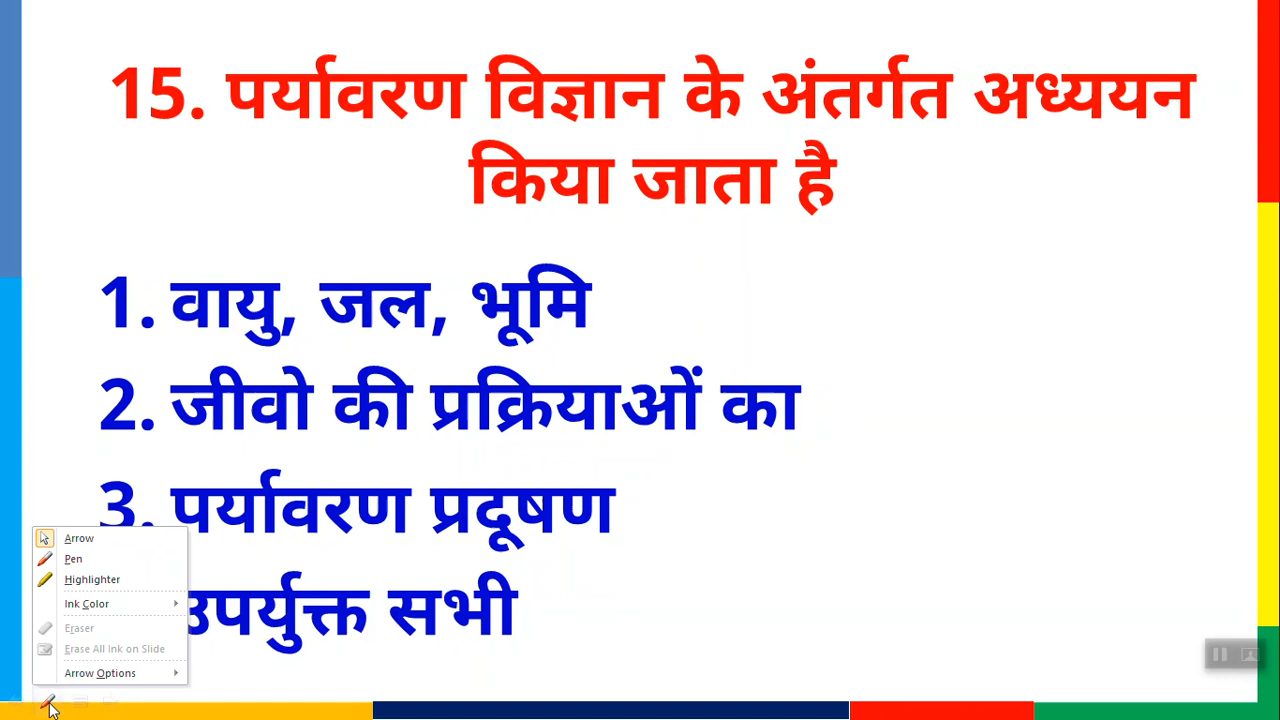 15. पर्यावरण विज्ञान के अंतर्गत अध्ययन
किया जाता है
1. वायु, जल, भूमि
2. जीवो की प्रक्रियाओं का
3. पर्यावरण प्रदूषण
उपर्युक्त सभी
Arrow
Pen
Highlighter
Ink Color
Eraser
Erase All Ink on Slide
Arrow Options